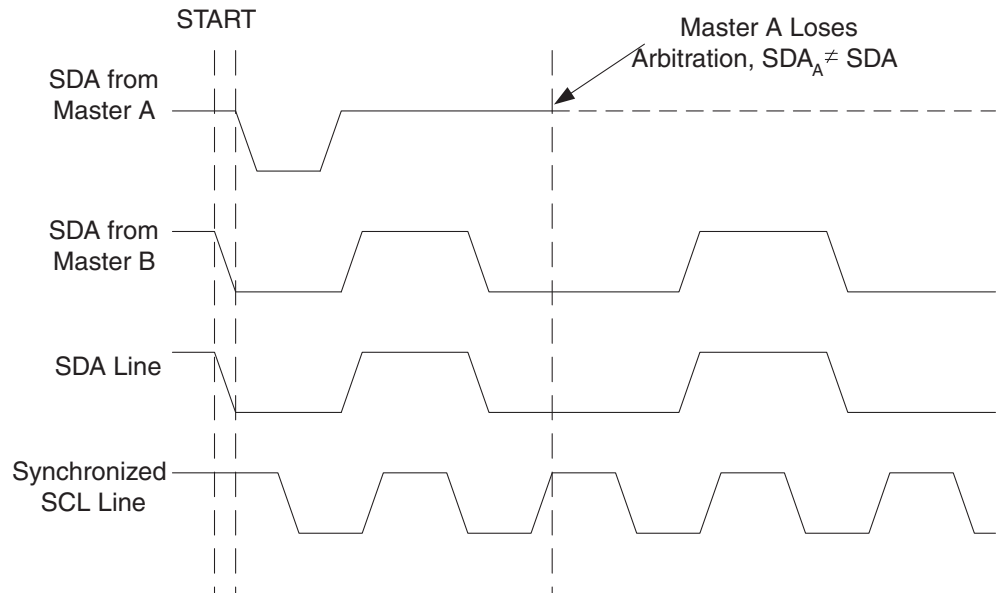 START
Master A Loses
Arbitration, SDA_A ≠ SDA
SDA from
Master A
SDA from
Master B
SDA Line
Synchronized
SCL Line